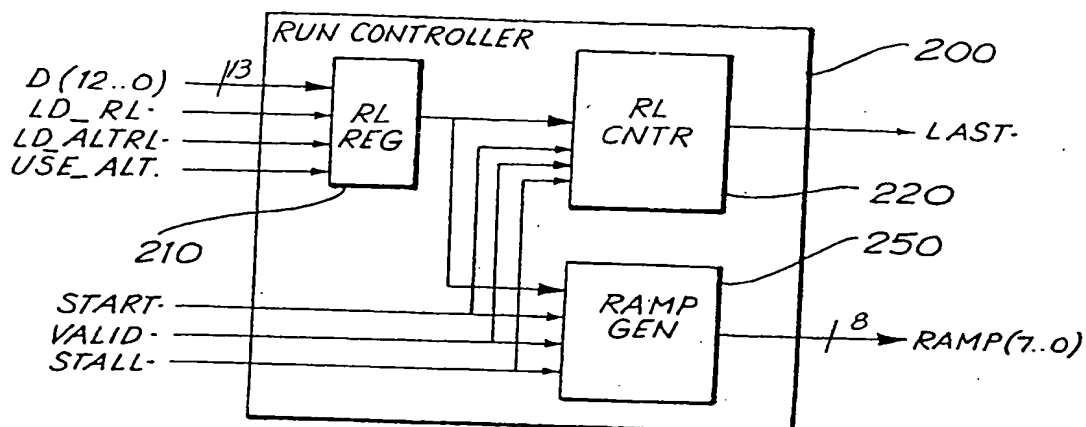 RUN CONTROLLER
200
D(12..0)
13
LD_RL-
LD_ALTRL-
USE_ALT.
RL
REG
RL
CNTR
LAST-
220
210
250
START-
VALID-
STALL-
RAMP
GEN
8
RAMP(7..0)